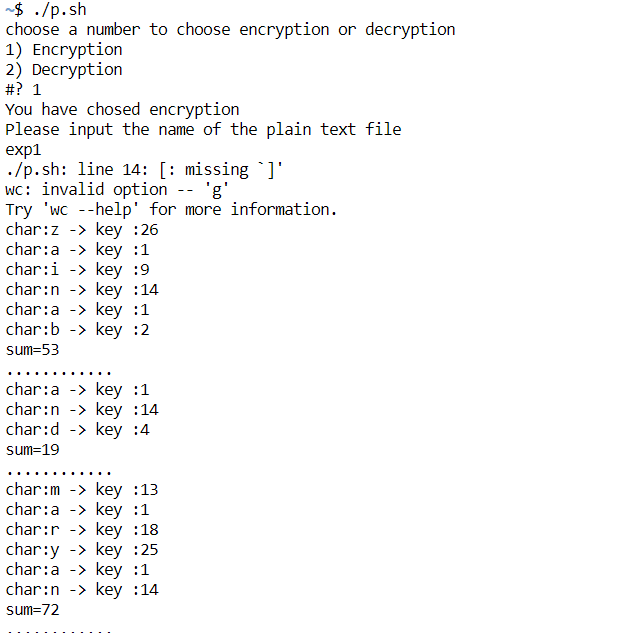 ~$ ./p.sh
choose a number to choose encryption or decryption
1) Encryption
2) Decryption
#? 1
You have chosed encryption
Please input the name of the plain text file
exp1
./p.sh: line 14: [: missing `]'
wc: invalid option -- 'g'
Try 'wc --help' for more information.
char:z -> key :26
char:a -> key :1
char:i -> key :9
char:n -> key :14
char:a -> key :1
char:b -> key :2
sum=53
............
char:a -> key :1
char:n -> key :14
char:d -> key :4
sum=19
............
char:m -> key :13
char:a -> key :1
char:r -> key :18
char:y -> key :25
char:a -> key :1
char:n -> key :14
sum=72
............